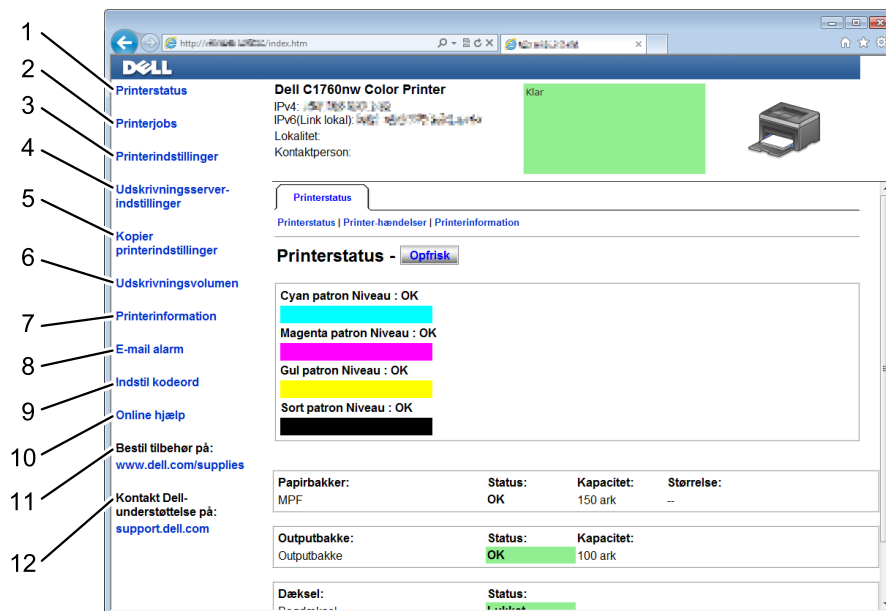 1
2
3
4
5
6
7
8
9
10
11
12
http:// /index.htm
DELL
Printerstatus
Printerjobs
Printerindstillinger
Udskrivningsserver-
indstillinger
Kopier
printerindstillinger
Udskrivningsvolumen
Printerinformation
E-mail alarm
Indstil kodeord
Online hjælp
Bestil tilbehør på:
www.dell.com/supplies
Kontakt Dell-
understøttelse på:
support.dell.com
Dell C1760nw Color Printer
IPv4:
IPv6(Link lokal):
Lokalitet:
Kontaktperson:
Klar
Printerstatus
Printerstatus | Printer-hændelser | Printerinformation
Printerstatus - Opfrisk
Cyan patron Niveau : OK
Magenta patron Niveau : OK
Gul patron Niveau : OK
Sort patron Niveau : OK
Papirbakker: Status: Kapacitet: Størrelse:
MPF OK 150 ark --
Outputbakke: Status: Kapacitet:
Outputbakke OK 100 ark
Dæksel: Status: